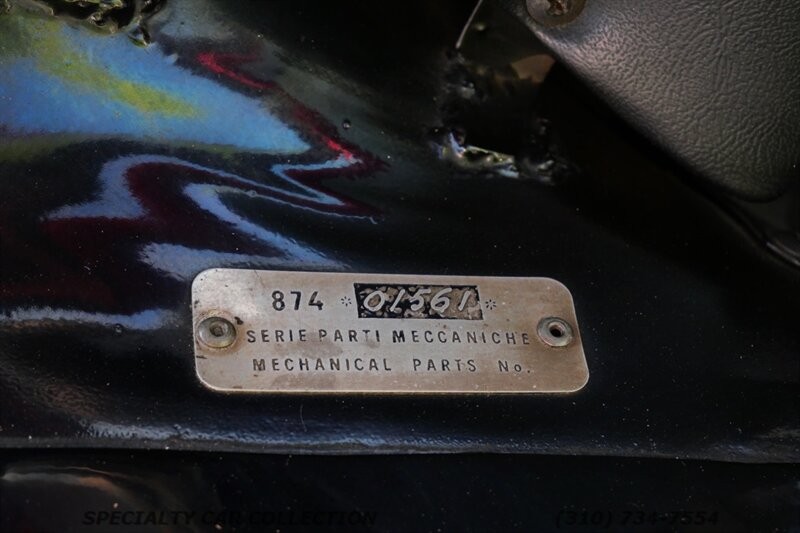 874 *01561*
SERIE PARTI MECCANICHE
MECHANICAL PARTS No.
SPECIALTY CAR COLLECTION (310) 734-7554